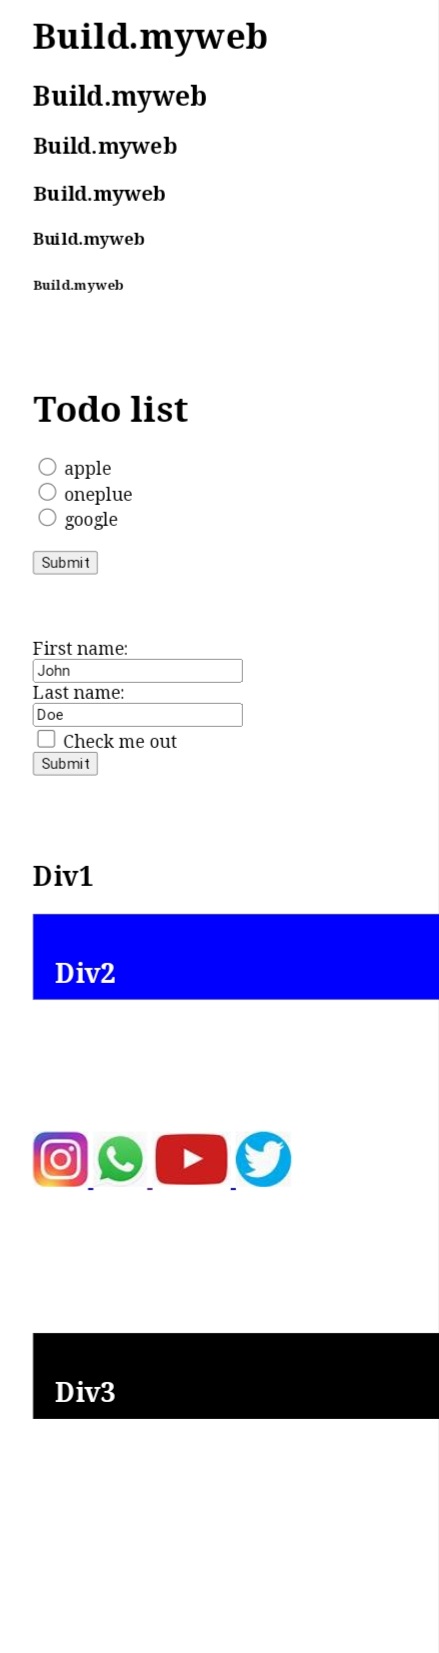 Build.myweb
Build.myweb
Build.myweb
Build.myweb
Build.myweb
Build.myweb
Todo list
apple
oneplue
google
Submit
First name:
John
Last name:
Doe
Check me out
Submit
Div1
Div2
Div3